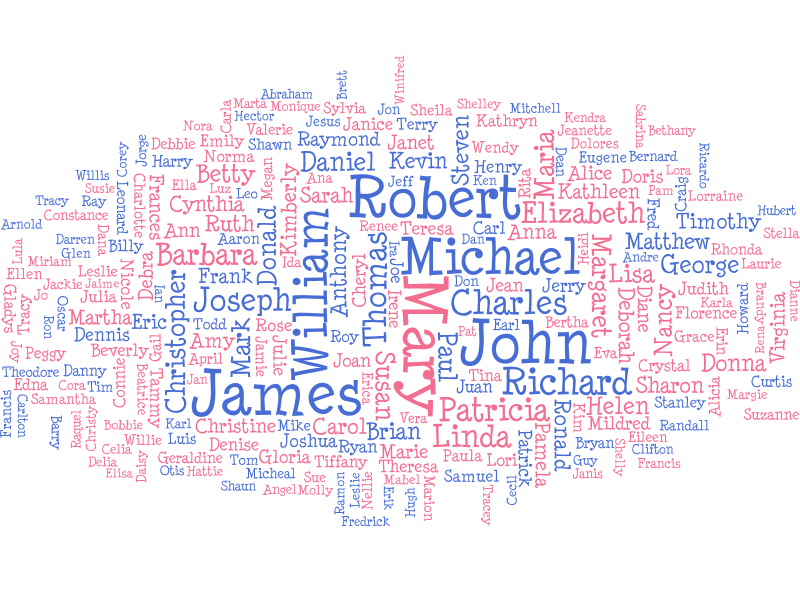 Winifred
Brett
Abraham
Marta
Monique
Sylvia
Jon
Sheila
Shelley
Mitchell
Carla
Hector
Jesus
Janice
Terry
Kathryn
Kendra
Sabrina
Nora
Valerie
Raymond
Janet
Steven
Jeanette
Bethany
Debbie
Emily
Shawn
Wendy
Maria
Dolores
Corey
Jorge
Harry
Norma
Daniel
Kevin
Henry
Dean
Eugene
Bernard
Ricardo
Willis
Betty
Megan
Ana
Jeff
Ken
Rita
Alice
Doris
Lora
Susie
Leonard
Charlotte
Frances
Ella
Luz
Leo
Kimberly
Sarah
Robert
Kathleen
Pam
Craig
Lorraine
Tracy
Ray
Cynthia
Elizabeth
Fred
Timothy
Hubert
Constance
Dana
Ruth
Donald
William
Anthony
Renee
Teresa
Carl
Anna
Arnold
Ann
Aaron
Thomas
Ira
Dan
Heidi
Matthew
Stella
Lula
Darren
Billy
Barbara
Michael
Margaret
Rhonda
Glen
Debra
Ida
Cheryl
Joe
Andre
George
Laurie
Miriam
Nicole
Leslie
Frank
Lisa
Ellen
Jackie
Jaime
Christopher
Mary
Don
Jean
Jerry
Diane
Nancy
Judith
Dianne
Gladys
Tracy
Jo
Julia
Ian
Joseph
Irene
Charles
Deborah
Karla
Brandy
Virginia
Oscar
Martha
Eric
Todd
Rose
Earl
Bertha
Florence
Howard
Ron
Dennis
Mark
Julie
Roy
Susan
Paul
Pat
John
Grace
Erin
Rena
Joy
Peggy
Beverly
Gail
Amy
Jamie
Joan
Eva
Crystal
Donna
Theodore
Danny
Connie
Beatrice
Tammy
April
Erica
Tina
Richard
Sharon
Curtis
Edna
Cora
Tim
Jan
James
Juan
Alicia
Margie
Francis
Samantha
Patricia
Ronald
Kim
Helen
Stanley
Carlton
Raquel
Christy
Bobbie
Karl
Christine
Mike
Carol
Vera
Mildred
Randall
Suzanne
Barry
Willie
Luis
Denise
Joshua
Brian
Linda
Patrick
Pamela
Eileen
Celia
Ryan
Marie
Bryan
Shelly
Clifton
Delia
Daisy
Geraldine
Tom
Gloria
Tiffany
Theresa
Paula
Lori
Guy
Francis
Elisa
Otis
Hattie
Micheal
Sue
Ramon
Leslie
Nellie
Mabel
Marion
Samuel
Cecil
Janis
Shaun
Angel
Molly
Erik
Hugh
Tracey
Fredrick